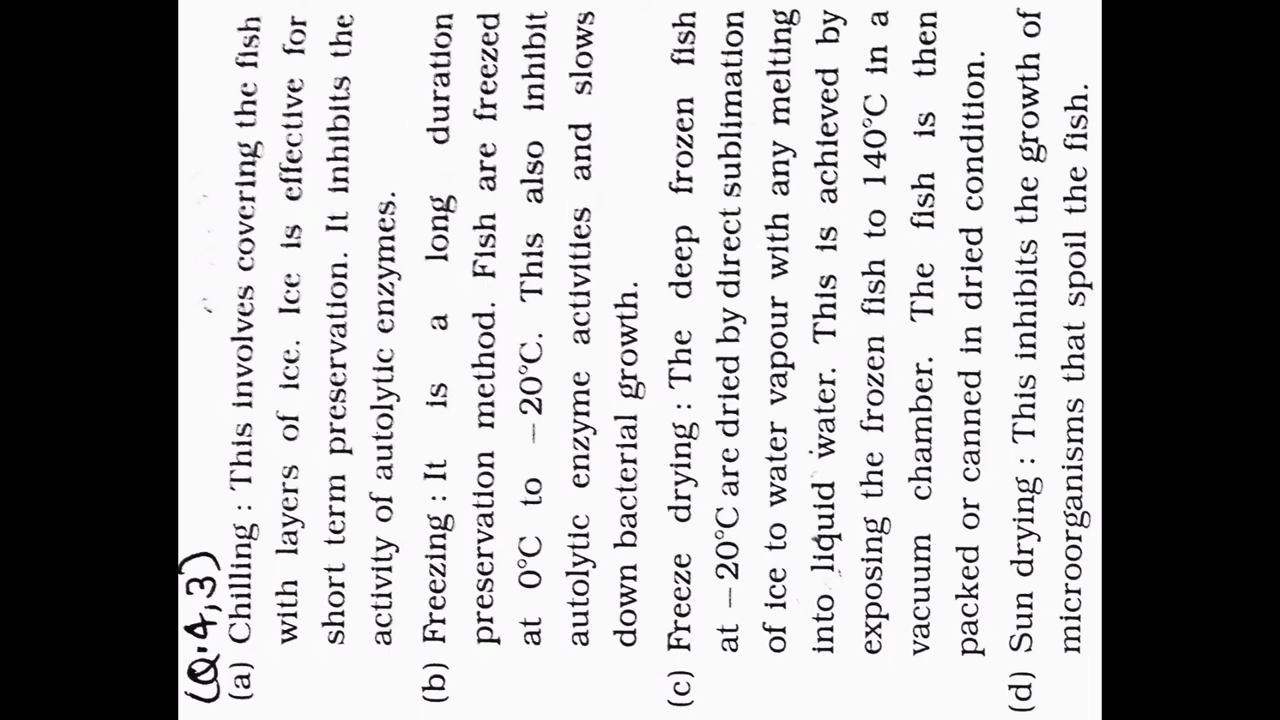 (Q.4,3)
(a) Chilling : This involves covering the fish
with layers of ice. Ice is effective for
short term preservation. It inhibits the
activity of autolytic enzymes.
(b) Freezing : It is a long duration
preservation method. Fish are freezed
at 0°C to – 20°C. This also inhibit
autolytic enzyme activities and slows
down bacterial growth.
(c) Freeze drying : The deep frozen fish
at – 20°C are dried by direct sublimation
of ice to water vapour with any melting
into liquid water. This is achieved by
exposing the frozen fish to 140°C in a
vacuum chamber. The fish is then
packed or canned in dried condition.
(d) Sun drying : This inhibits the growth of
microorganisms that spoil the fish.